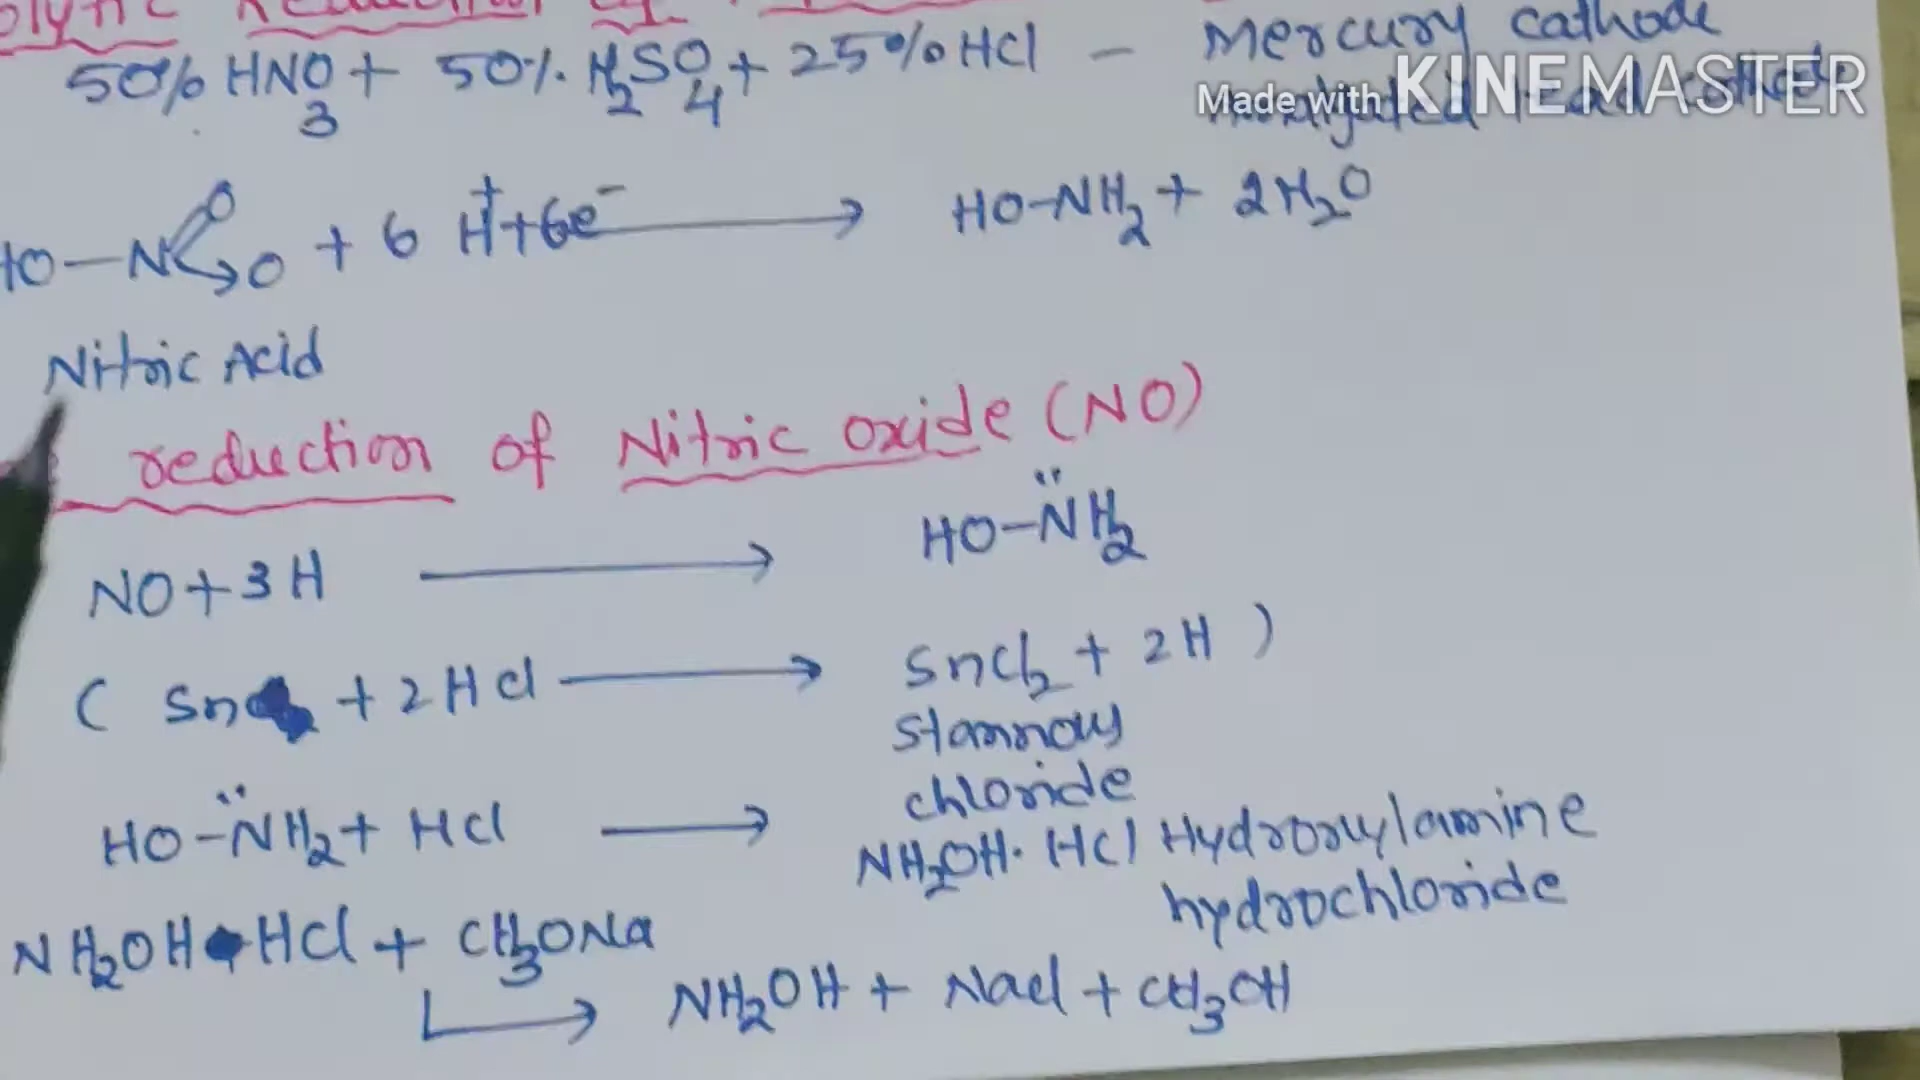 Reduction of
50% HNO3 + 50% H2SO4 + 25% HCl — Mercury cathode
Made with KINEMASTER
HO—N=O→O + 6 H+ + 6e- ⟶ HO—NH2 + 2H2O
Nitric Acid
reduction of Nitric oxide (NO)
NO + 3H ⟶ HO—N̈H2
( Sn + 2HCl ⟶ SnCl2 + 2H )
stannous
chloride
HO—N̈H2 + HCl ⟶ NH2OH· HCl Hydroxylamine
hydrochloride
NH2OH·HCl + CH3ONa
⟶ NH2OH + NaCl + CH3OH